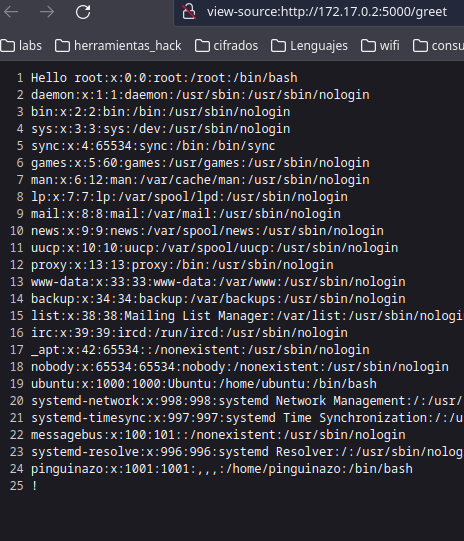 view-source:http://172.17.0.2:5000/greet
labs herramientas_hack cifrados Lenguajes wifi
1 Hello root:x:0:0:root:/root:/bin/bash
2 daemon:x:1:1:daemon:/usr/sbin:/usr/sbin/nologin
3 bin:x:2:2:bin:/bin:/usr/sbin/nologin
4 sys:x:3:3:sys:/dev:/usr/sbin/nologin
5 sync:x:4:65534:sync:/bin:/bin/sync
6 games:x:5:60:games:/usr/games:/usr/sbin/nologin
7 man:x:6:12:man:/var/cache/man:/usr/sbin/nologin
8 lp:x:7:7:lp:/var/spool/lpd:/usr/sbin/nologin
9 mail:x:8:8:mail:/var/mail:/usr/sbin/nologin
10 news:x:9:9:news:/var/spool/news:/usr/sbin/nologin
11 uucp:x:10:10:uucp:/var/spool/uucp:/usr/sbin/nologin
12 proxy:x:13:13:proxy:/bin:/usr/sbin/nologin
13 www-data:x:33:33:www-data:/var/www:/usr/sbin/nologin
14 backup:x:34:34:backup:/var/backups:/usr/sbin/nologin
15 list:x:38:38:Mailing List Manager:/var/list:/usr/sbin/nologi
16 irc:x:39:39:ircd:/run/ircd:/usr/sbin/nologin
17 _apt:x:42:65534::/nonexistent:/usr/sbin/nologin
18 nobody:x:65534:65534:nobody:/nonexistent:/usr/sbin/nologin
19 ubuntu:x:1000:1000:Ubuntu:/home/ubuntu:/bin/bash
20 systemd-network:x:998:998:systemd Network Management:/:/usr/
21 systemd-timesync:x:997:997:systemd Time Synchronization:/:/u
22 messagebus:x:100:101::/nonexistent:/usr/sbin/nologin
23 systemd-resolve:x:996:996:systemd Resolver:/:/usr/sbin/nolog
24 pinguinazo:x:1001:1001:,,,:/home/pinguinazo:/bin/bash
25 !